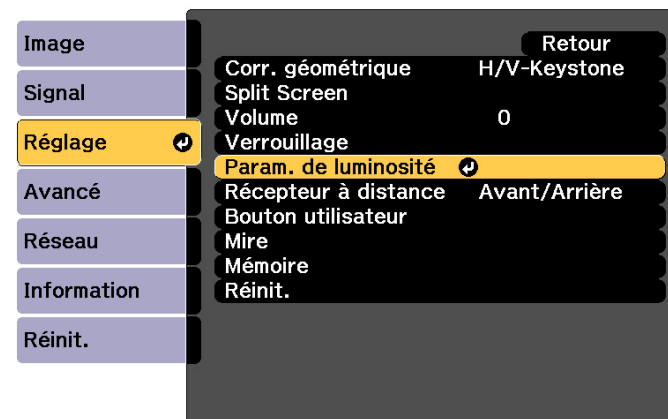 Image
Signal
Réglage
Avancé
Réseau
Information
Réinit.
Retour
Corr. géométrique H/V-Keystone
Split Screen
Volume 0
Verrouillage
Param. de luminosité
Récepteur à distance Avant/Arrière
Bouton utilisateur
Mire
Mémoire
Réinit.